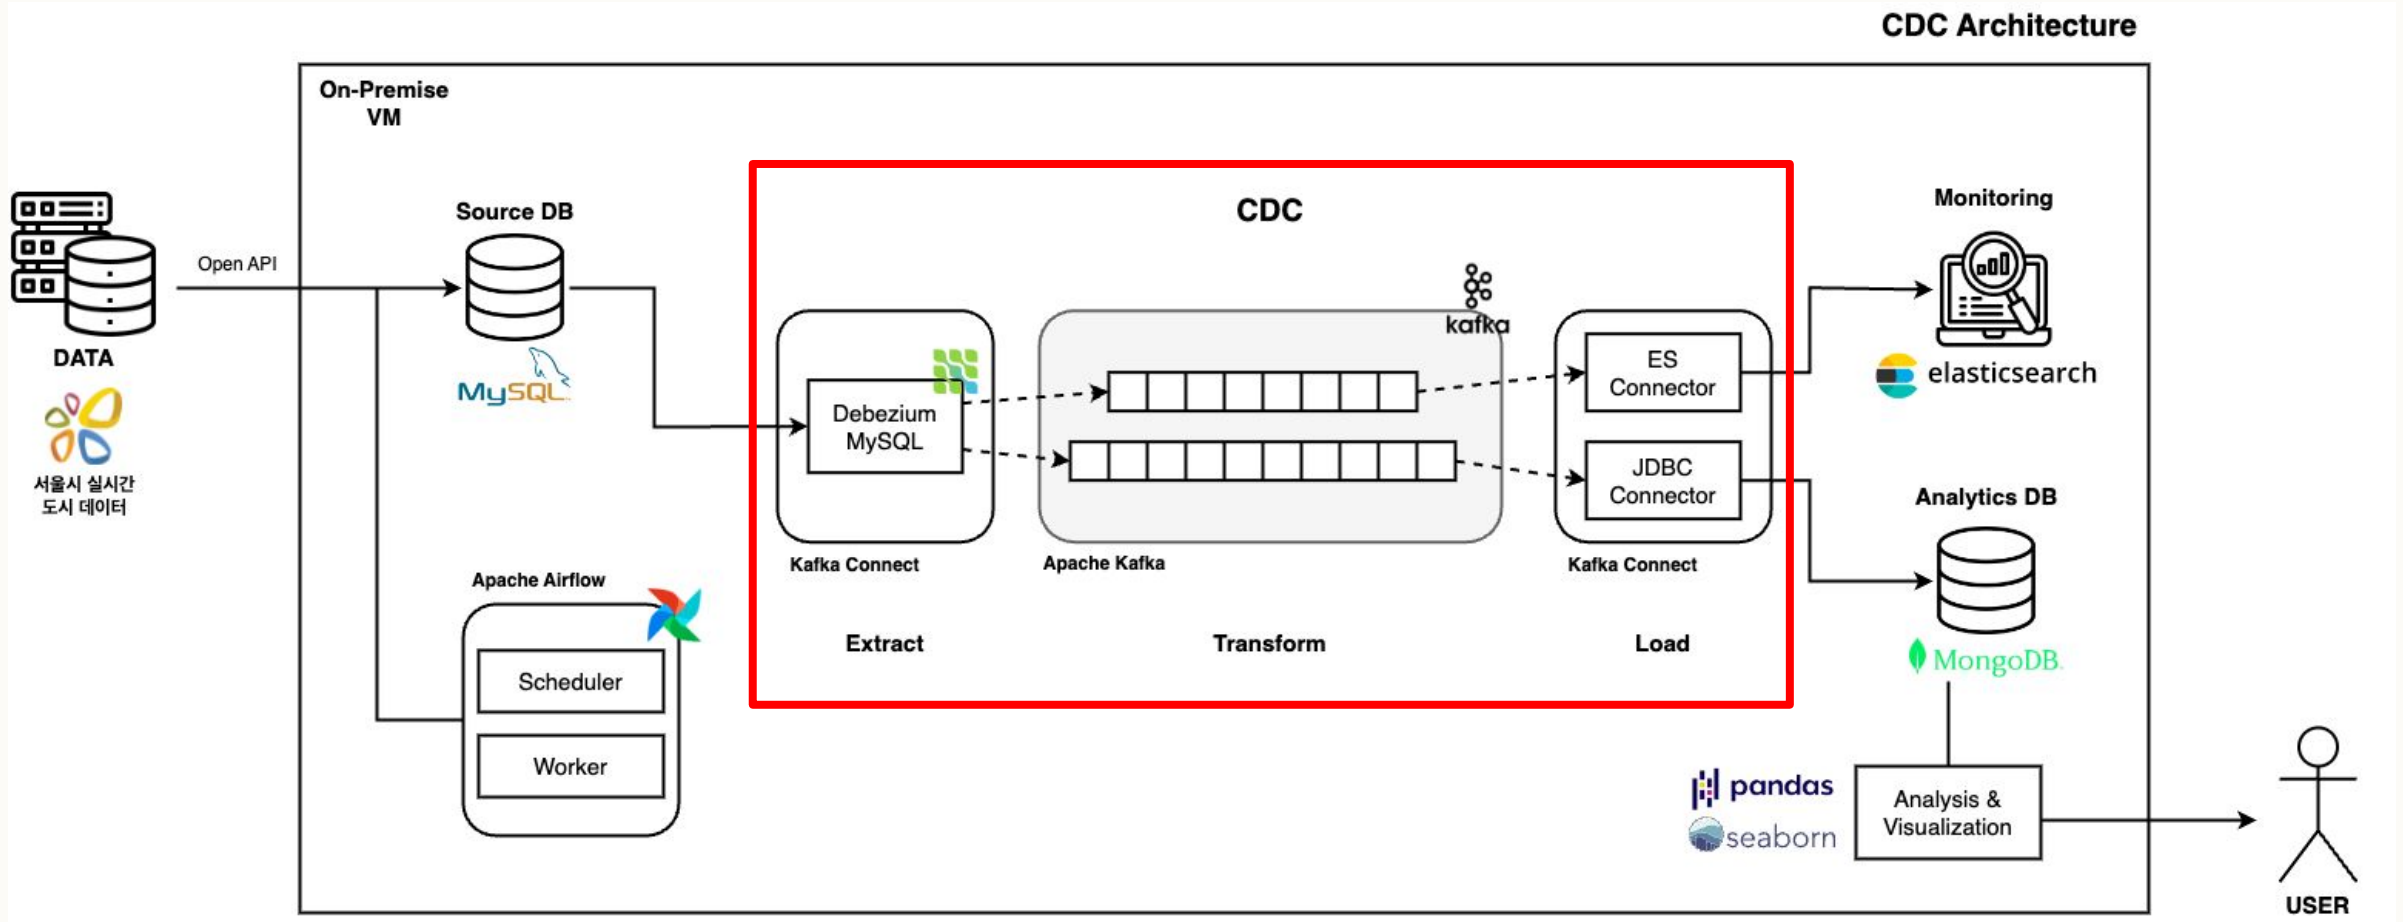 CDC Architecture
On-Premise
VM
DATA
서울시 실시간
도시 데이터
Open API
Source DB
MySQL
Apache Airflow
Scheduler
Worker
CDC
Debezium
MySQL
Kafka Connect
Extract
kafka
Apache Kafka
Transform
ES
Connector
JDBC
Connector
Kafka Connect
Load
Monitoring
elasticsearch
Analytics DB
MongoDB
pandas
seaborn
Analysis &
Visualization
USER